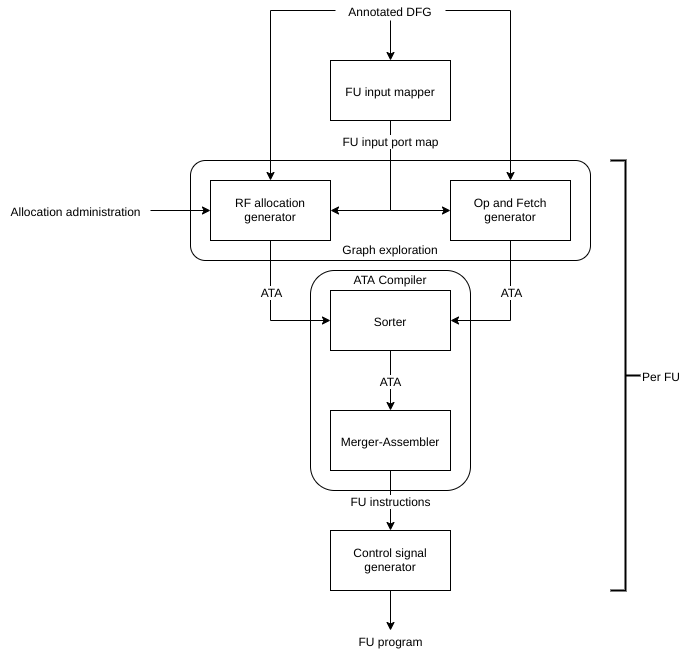 Annotated DFG
FU input mapper
FU input port map
RF allocation
generator
Op and Fetch
generator
Allocation administration
Graph exploration
ATA Compiler
ATA
ATA
Sorter
Per FU
ATA
Merger-Assembler
FU instructions
Control signal
generator
FU program